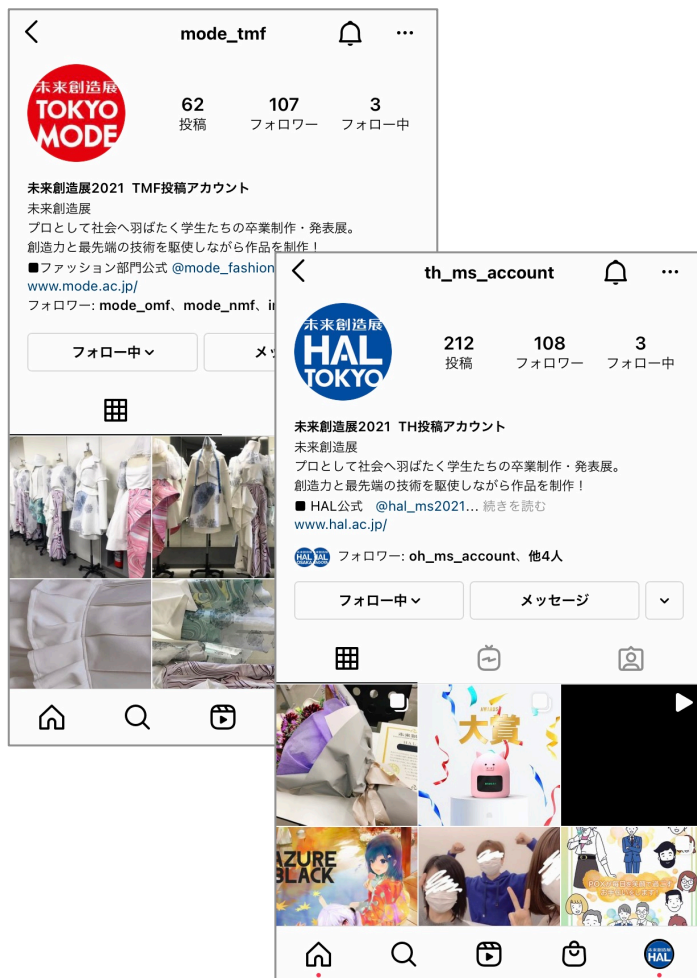 mode_tmf
未来創造展
TOKYO
MODE
62
投稿
107
フォロワー
3
フォロー中
未来創造展2021 TMF投稿アカウント
未来創造展
プロとして社会へ羽ばたく学生たちの卒業制作・発表展。
創造力と最先端の技術を駆使しながら作品を制作！
■ファッション部門公式 @mode_fashion
www.mode.ac.jp/
フォロワー: mode_omf、mode_nmf、
フォロー中
メッ
th_ms_account
未来創造展
HAL
TOKYO
212
投稿
108
フォロワー
3
フォロー中
未来創造展2021 TH投稿アカウント
未来創造展
プロとして社会へ羽ばたく学生たちの卒業制作・発表展。
創造力と最先端の技術を駆使しながら作品を制作！
■ HAL公式 @hal_ms2021... 続きを読む
www.hal.ac.jp/
HAL
HAL
フォロワー: oh_ms_account、他4人
フォロー中
メッセージ
大賞
AZURE
BLACK
HAL